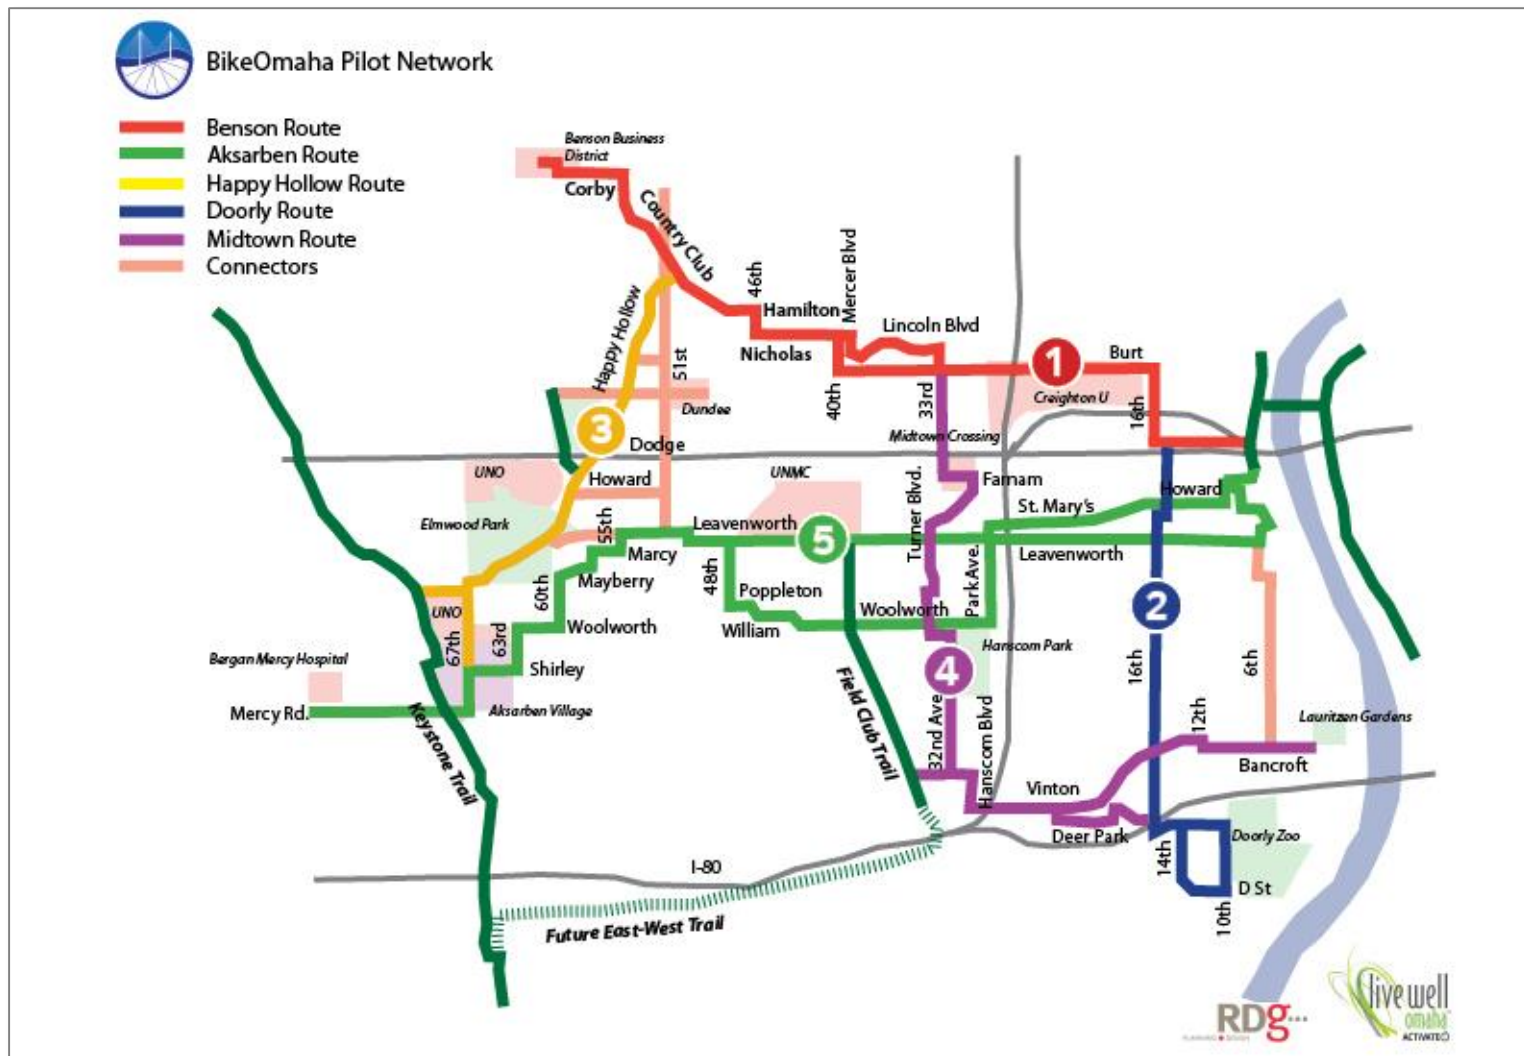 BikeOmaha Pilot Network
Benson Route
Aksarben Route
Happy Hollow Route
Doorly Route
Midtown Route
Connectors
Benson Business
District
Corby
Country Club
46th
Hamilton
Mercer Blvd
Lincoln Blvd
Nicholas
Happy Hollow
51st
40th
33rd
1
Burt
Creighton U
16th
Dundee
3
Dodge
Midtown Crossing
UNO
Howard
UNMC
Farnam
Howard
St. Mary's
Elmwood Park
55th
Leavenworth
5
Turner Blvd.
Leavenworth
Marcy
Mayberry
48th
Poppleton
Park Ave.
60th
Woolworth
2
UNO
67th
63rd
Woolworth
William
Hanscom Park
Bergan Mercy Hospital
Shirley
4
16th
6th
Mercy Rd.
Aksarben Village
Keystone Trail
Field Club Trail
32nd Ave
Hanscom Blvd
12th
Lauritzen Gardens
Bancroft
Vinton
Deer Park
Doorly Zoo
14th
I-80
D St
10th
Future East-West Trail
RDg...
PLANNING • DESIGN
live well
omaha
ACTIVATE